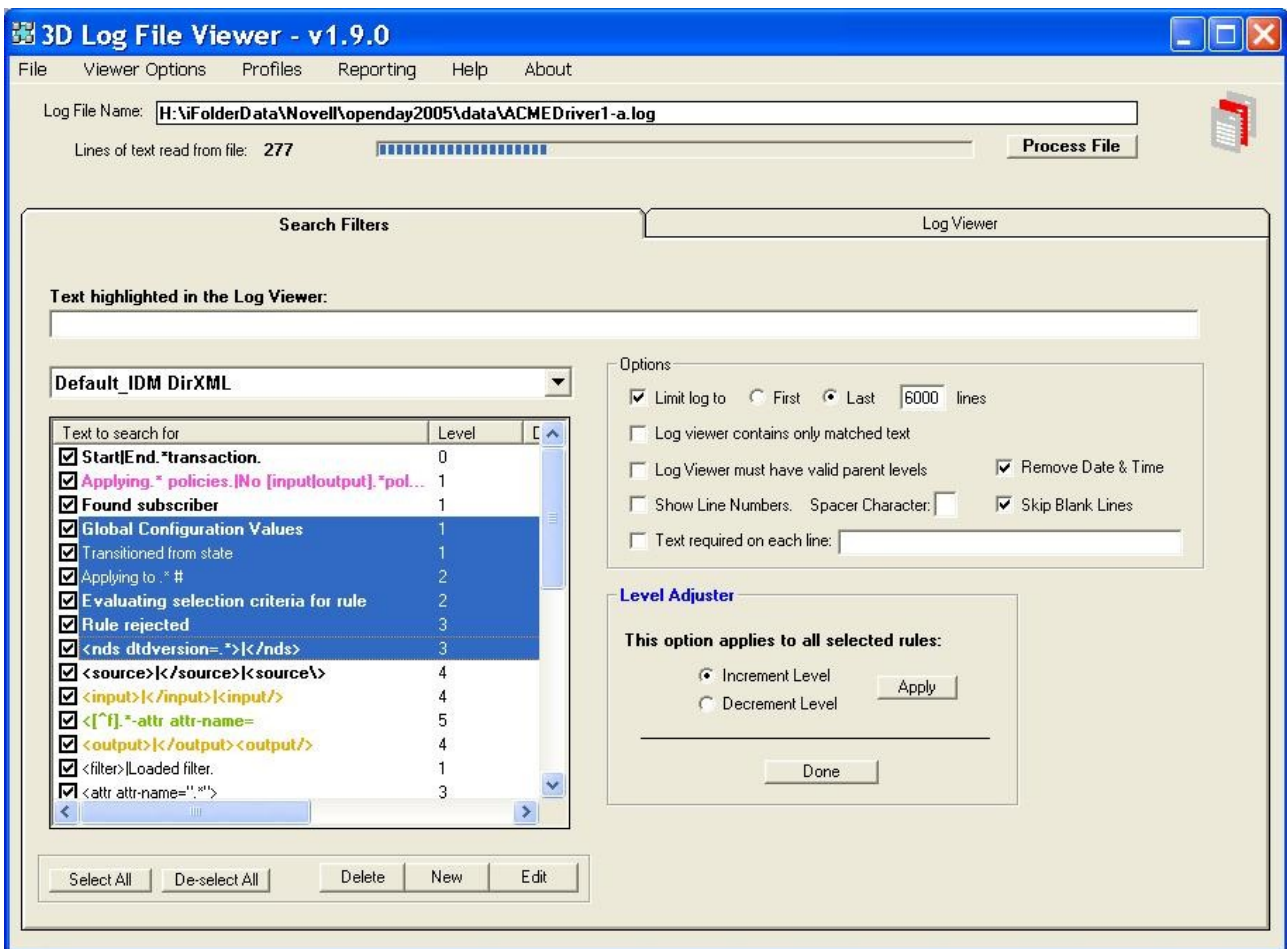 3D Log File Viewer - v1.9.0
File Viewer Options Profiles Reporting Help About
Log File Name: H:\iFolderData\Novell\openday2005\data\ACMEDriver1-a.log
Lines of text read from file: 277 Process File
Search Filters Log Viewer
Text highlighted in the Log Viewer:
Default_IDM DirXML
Text to search for Level D
Start|End.*transaction. 0
Applying.* policies.|No [input|output].*pol... 1
Found subscriber 1
Global Configuration Values 1
Transitioned from state 1
Applying to .* # 2
Evaluating selection criteria for rule 2
Rule rejected 3
<nds dtdversion=.*>|</nds> 3
<source>|</source>|<source\> 4
<input>|</input>|<input/> 4
<[^f].*-attr attr-name= 5
<output>|</output><output/> 4
<filter>|Loaded filter. 1
<attr attr-name=".*"> 3
Select All De-select All Delete New Edit
Options
Limit log to First Last 6000 lines
Log viewer contains only matched text
Log Viewer must have valid parent levels Remove Date & Time
Show Line Numbers. Spacer Character: Skip Blank Lines
Text required on each line:
Level Adjuster
This option applies to all selected rules:
Increment Level
Decrement Level
Apply
Done